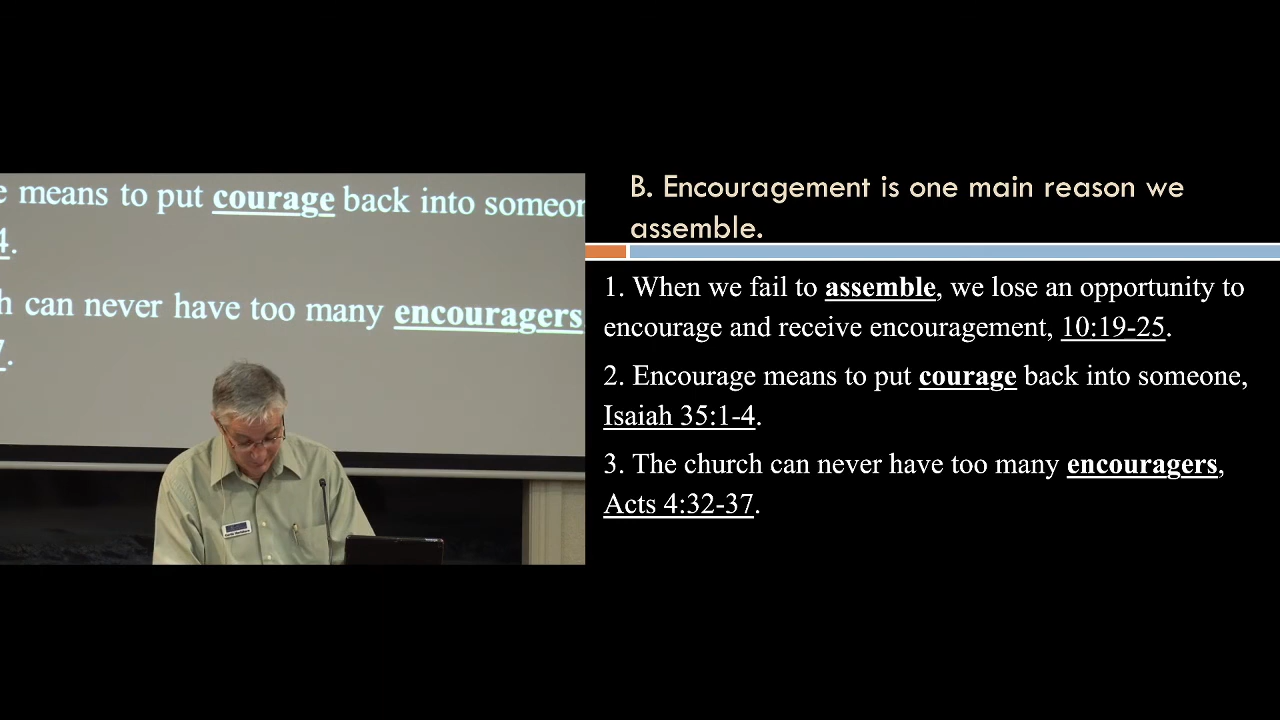 e means to put courage back into someon
4.
h can never have too many encouragers
B. Encouragement is one main reason we
assemble.
1. When we fail to assemble, we lose an opportunity to
encourage and receive encouragement, 10:19-25.
2. Encourage means to put courage back into someone,
Isaiah 35:1-4.
3. The church can never have too many encouragers,
Acts 4:32-37.